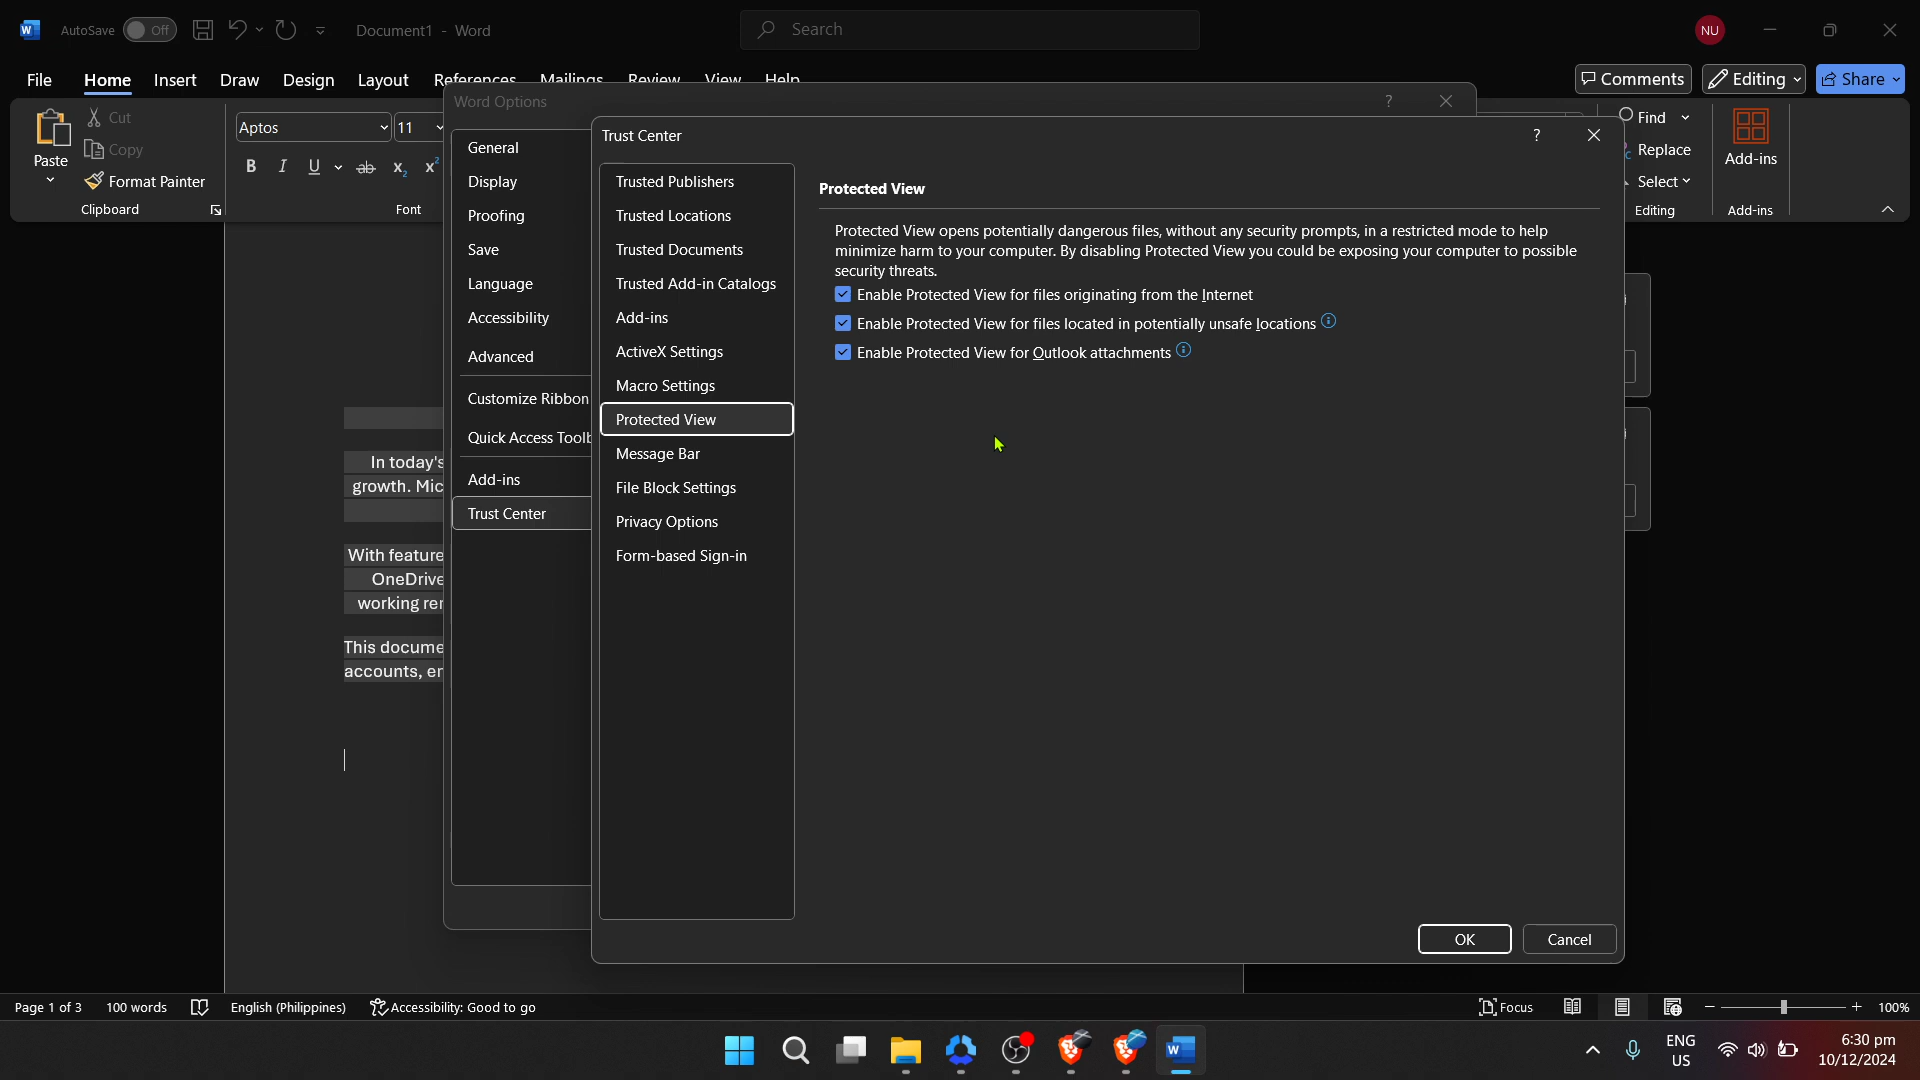 AutoSave Off Document1 - Word Search NU
File Home Insert Draw Design Layout References Mailings Review View Help Comments Editing Share
Paste Cut Copy Format Painter
Clipboard
Aptos 11
B I U ab x₂ x²
Font
Find
Replace
Select
Editing
Add-ins
Add-ins
Word Options ?
General
Display
Proofing
Save
Language
Accessibility
Advanced
Customize Ribbon
Quick Access
Add-ins
Trust Center
Trust Center ?
Trusted Publishers
Trusted Locations
Trusted Documents
Trusted Add-in Catalogs
Add-ins
ActiveX Settings
Macro Settings
Protected View
Message Bar
File Block Settings
Privacy Options
Form-based Sign-in
Protected View
Protected View opens potentially dangerous files, without any security prompts, in a restricted mode to help
minimize harm to your computer. By disabling Protected View you could be exposing your computer to possible
security threats.
Enable Protected View for files originating from the Internet
Enable Protected View for files located in potentially unsafe locations
Enable Protected View for Outlook attachments
OK Cancel
In today's
growth.
With
OneDrive
working
This
accounts,
Page 1 of 3 100 words English (Philippines) Accessibility: Good to go Focus 100%
ENG
US
6:30 pm
10/12/2024